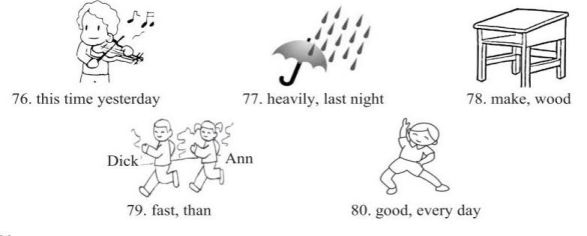 76. this time yesterday
77. heavily, last night
78. make, wood
Dick
Ann
79. fast, than
80. good, every day